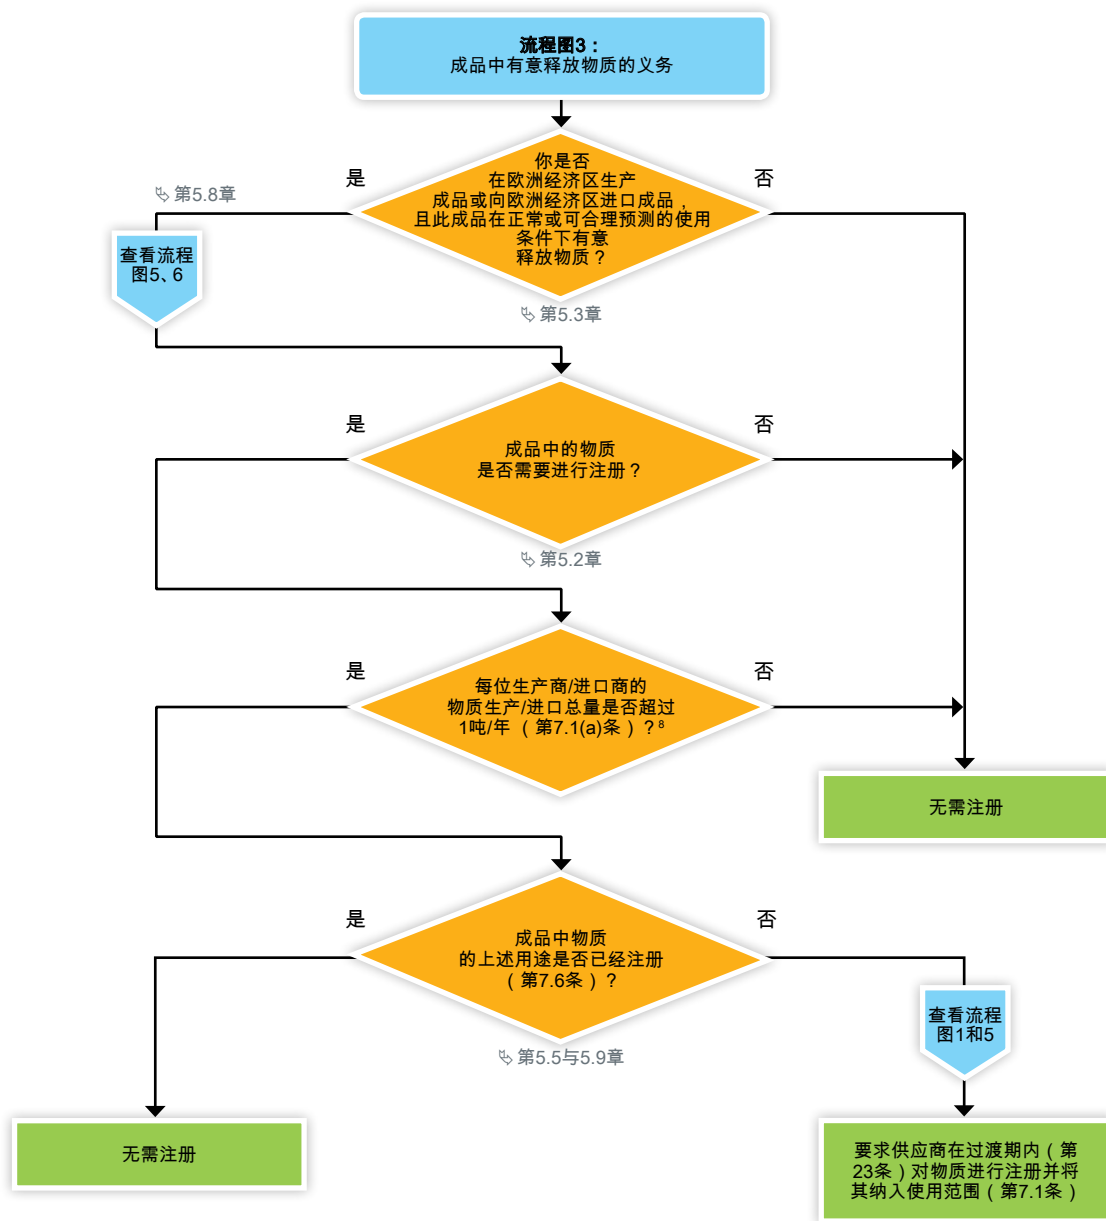 流程图3：
成品中有意释放物质的义务
你是否
在欧洲经济区生产
成品或向欧洲经济区进口成品，
且此成品在正常或可合理预测的使用
条件下有意
释放物质？
是
否
第5.8章
查看流程
图5、6
第5.3章
是
否
成品中的物质
是否需要进行注册？
第5.2章
是
否
每位生产商/进口商的
物质生产/进口总量是否超过
1吨/年 （第7.1(a)条）？8
无需注册
是
否
成品中物质
的上述用途是否已经注册
（第7.6条）？
查看流程
图1和5
第5.5与5.9章
无需注册
要求供应商在过渡期内（第
23条）对物质进行注册并将
其纳入使用范围（第7.1条）